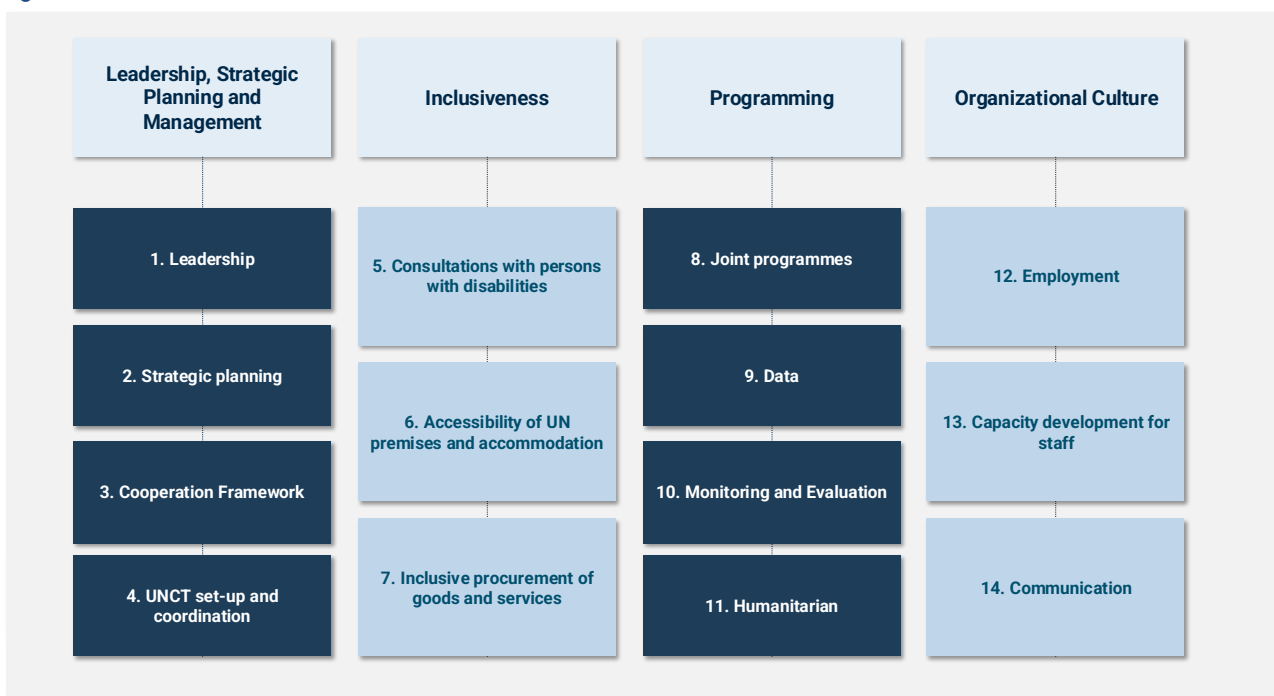 Leadership, Strategic
Planning and
Management
Inclusiveness
Programming
Organizational Culture
1. Leadership
2. Strategic planning
3. Cooperation Framework
4. UNCT set-up and
coordination
5. Consultations with persons
with disabilities
6. Accessibility of UN
premises and accommodation
7. Inclusive procurement of
goods and services
8. Joint programmes
9. Data
10. Monitoring and Evaluation
11. Humanitarian
12. Employment
13. Capacity development for
staff
14. Communication